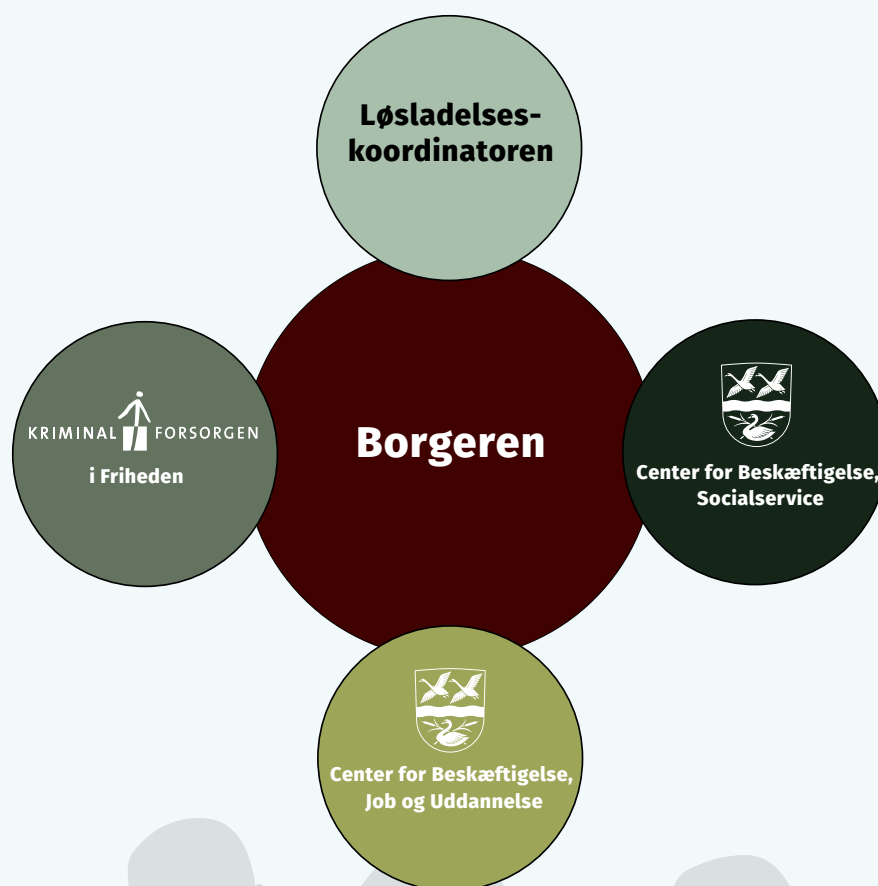 Løsladelses-
koordinatoren
KRIMINAL FORSORGEN
i Friheden
Borgeren
Center for Beskæftigelse,
Socialservice
Center for Beskæftigelse,
Job og Uddannelse